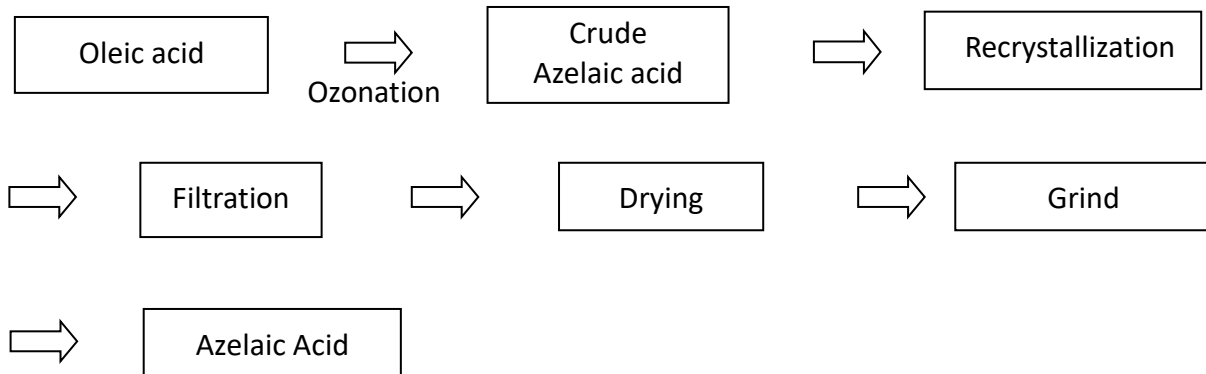 Oleic acid
Ozonation
Crude
Azelaic acid
Recrystallization
Filtration
Drying
Grind
Azelaic Acid